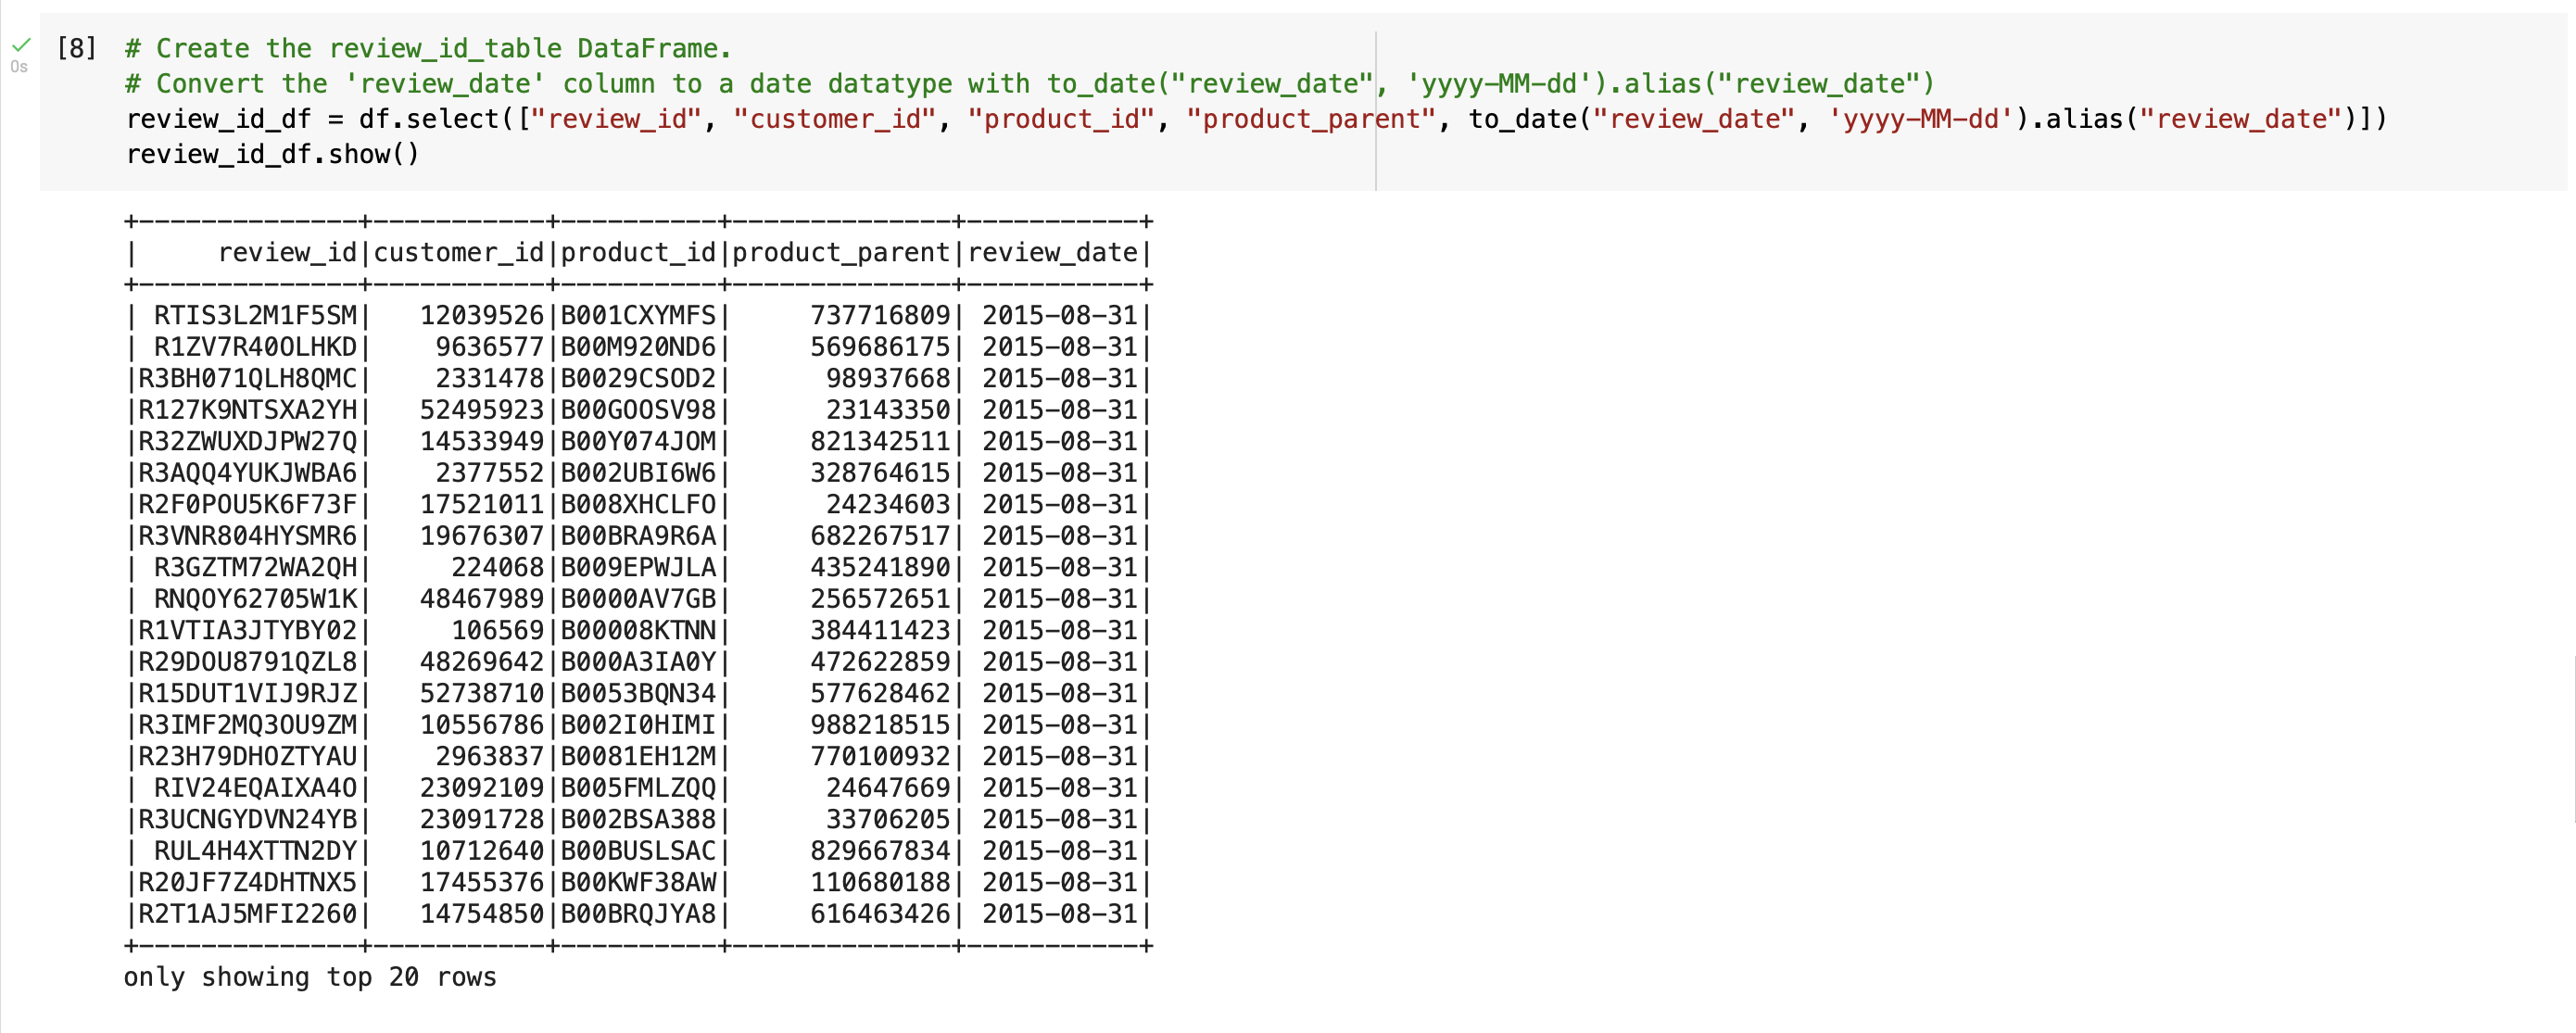 [8] # Create the review_id_table DataFrame.
0s
# Convert the 'review_date' column to a date datatype with to_date("review_date", 'yyyy-MM-dd').alias("review_date")
review_id_df = df.select(["review_id", "customer_id", "product_id", "product_parent", to_date("review_date", 'yyyy-MM-dd').alias("review_date")])
review_id_df.show()
+--------------+-----------+----------+--------------+-----------+
|     review_id|customer_id|product_id|product_parent|review_date|
+--------------+-----------+----------+--------------+-----------+
| RTIS3L2M1F5SM|   12039526|B001CXYMFS|     737716809| 2015-08-31|
| R1ZV7R40OLHKD|    9636577|B00M920ND6|     569686175| 2015-08-31|
|R3BH071QLH8QMC|    2331478|B0029CSOD2|      98937668| 2015-08-31|
|R127K9NTSXA2YH|   52495923|B00GOOSV98|      23143350| 2015-08-31|
|R32ZWUXDJPW27Q|   14533949|B00Y074JOM|     821342511| 2015-08-31|
|R3AQQ4YUKJWBA6|    2377552|B002UBI6W6|     328764615| 2015-08-31|
|R2F0POU5K6F73F|   17521011|B008XHCLFO|      24234603| 2015-08-31|
|R3VNR804HYSMR6|   19676307|B00BRA9R6A|     682267517| 2015-08-31|
| R3GZTM72WA2QH|     224068|B009EPWJLA|     435241890| 2015-08-31|
| RNQOY62705W1K|   48467989|B0000AV7GB|     256572651| 2015-08-31|
|R1VTIA3JTYBY02|     106569|B00008KTNN|     384411423| 2015-08-31|
|R29DOU8791QZL8|   48269642|B000A3IA0Y|     472622859| 2015-08-31|
|R15DUT1VIJ9RJZ|   52738710|B0053BQN34|     577628462| 2015-08-31|
|R3IMF2MQ3OU9ZM|   10556786|B002I0HIMI|     988218515| 2015-08-31|
|R23H79DHOZTYAU|    2963837|B0081EH12M|     770100932| 2015-08-31|
| RIV24EQAIXA4O|   23092109|B005FMLZQQ|      24647669| 2015-08-31|
|R3UCNGYDVN24YB|   23091728|B002BSA388|      33706205| 2015-08-31|
| RUL4H4XTTN2DY|   10712640|B00BUSLSAC|     829667834| 2015-08-31|
|R20JF7Z4DHTNX5|   17455376|B00KWF38AW|     110680188| 2015-08-31|
|R2T1AJ5MFI2260|   14754850|B00BRQJYA8|     616463426| 2015-08-31|
+--------------+-----------+----------+--------------+-----------+
only showing top 20 rows